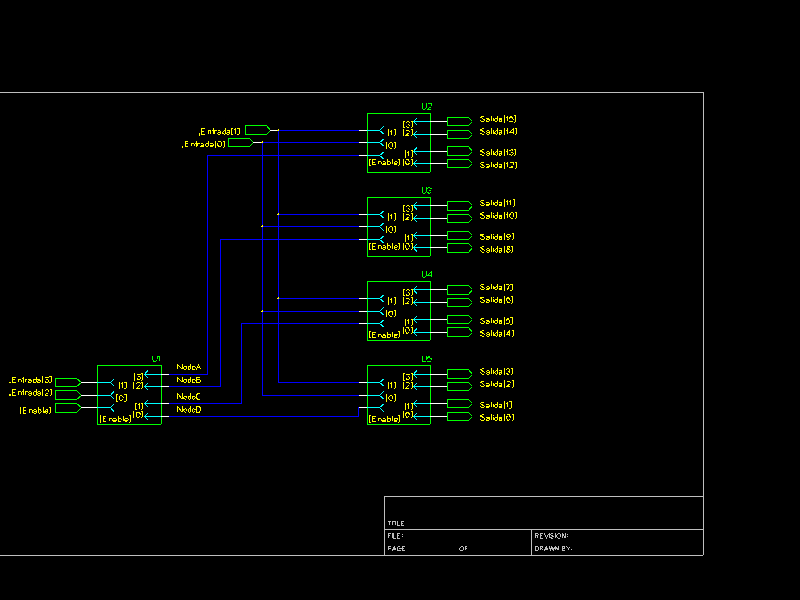 U2
.Entrada[1]
.Entrada[0]
[1]
[0]
[Enable]
[3]
[2]
[1]
[0]
Salida[15]
Salida[14]
Salida[13]
Salida[12]
U3
[1]
[0]
[Enable]
[3]
[2]
[1]
[0]
Salida[11]
Salida[10]
Salida[9]
Salida[8]
U4
[1]
[0]
[Enable]
[3]
[2]
[1]
[0]
Salida[7]
Salida[6]
Salida[5]
Salida[4]
U1
.Entrada[3]
.Entrada[2]
[Enable]
[1]
[0]
[Enable]
[3]
[2]
[1]
[0]
NodeA
NodeB
NodeC
NodeD
U5
[1]
[0]
[Enable]
[3]
[2]
[1]
[0]
Salida[3]
Salida[2]
Salida[1]
Salida[0]
TITLE
FILE:
REVISION:
PAGE OF
DRAWN BY: